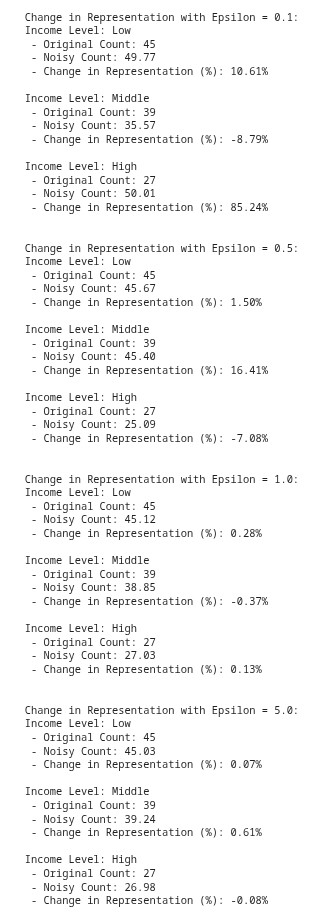 Change in Representation with Epsilon = 0.1:
Income Level: Low
- Original Count: 45
- Noisy Count: 49.77
- Change in Representation (%): 10.61%
Income Level: Middle
- Original Count: 39
- Noisy Count: 35.57
- Change in Representation (%): -8.79%
Income Level: High
- Original Count: 27
- Noisy Count: 50.01
- Change in Representation (%): 85.24%
Change in Representation with Epsilon = 0.5:
Income Level: Low
- Original Count: 45
- Noisy Count: 45.67
- Change in Representation (%): 1.50%
Income Level: Middle
- Original Count: 39
- Noisy Count: 45.40
- Change in Representation (%): 16.41%
Income Level: High
- Original Count: 27
- Noisy Count: 25.09
- Change in Representation (%): -7.08%
Change in Representation with Epsilon = 1.0:
Income Level: Low
- Original Count: 45
- Noisy Count: 45.12
- Change in Representation (%): 0.28%
Income Level: Middle
- Original Count: 39
- Noisy Count: 38.85
- Change in Representation (%): -0.37%
Income Level: High
- Original Count: 27
- Noisy Count: 27.03
- Change in Representation (%): 0.13%
Change in Representation with Epsilon = 5.0:
Income Level: Low
- Original Count: 45
- Noisy Count: 45.03
- Change in Representation (%): 0.07%
Income Level: Middle
- Original Count: 39
- Noisy Count: 39.24
- Change in Representation (%): 0.61%
Income Level: High
- Original Count: 27
- Noisy Count: 26.98
- Change in Representation (%): -0.08%